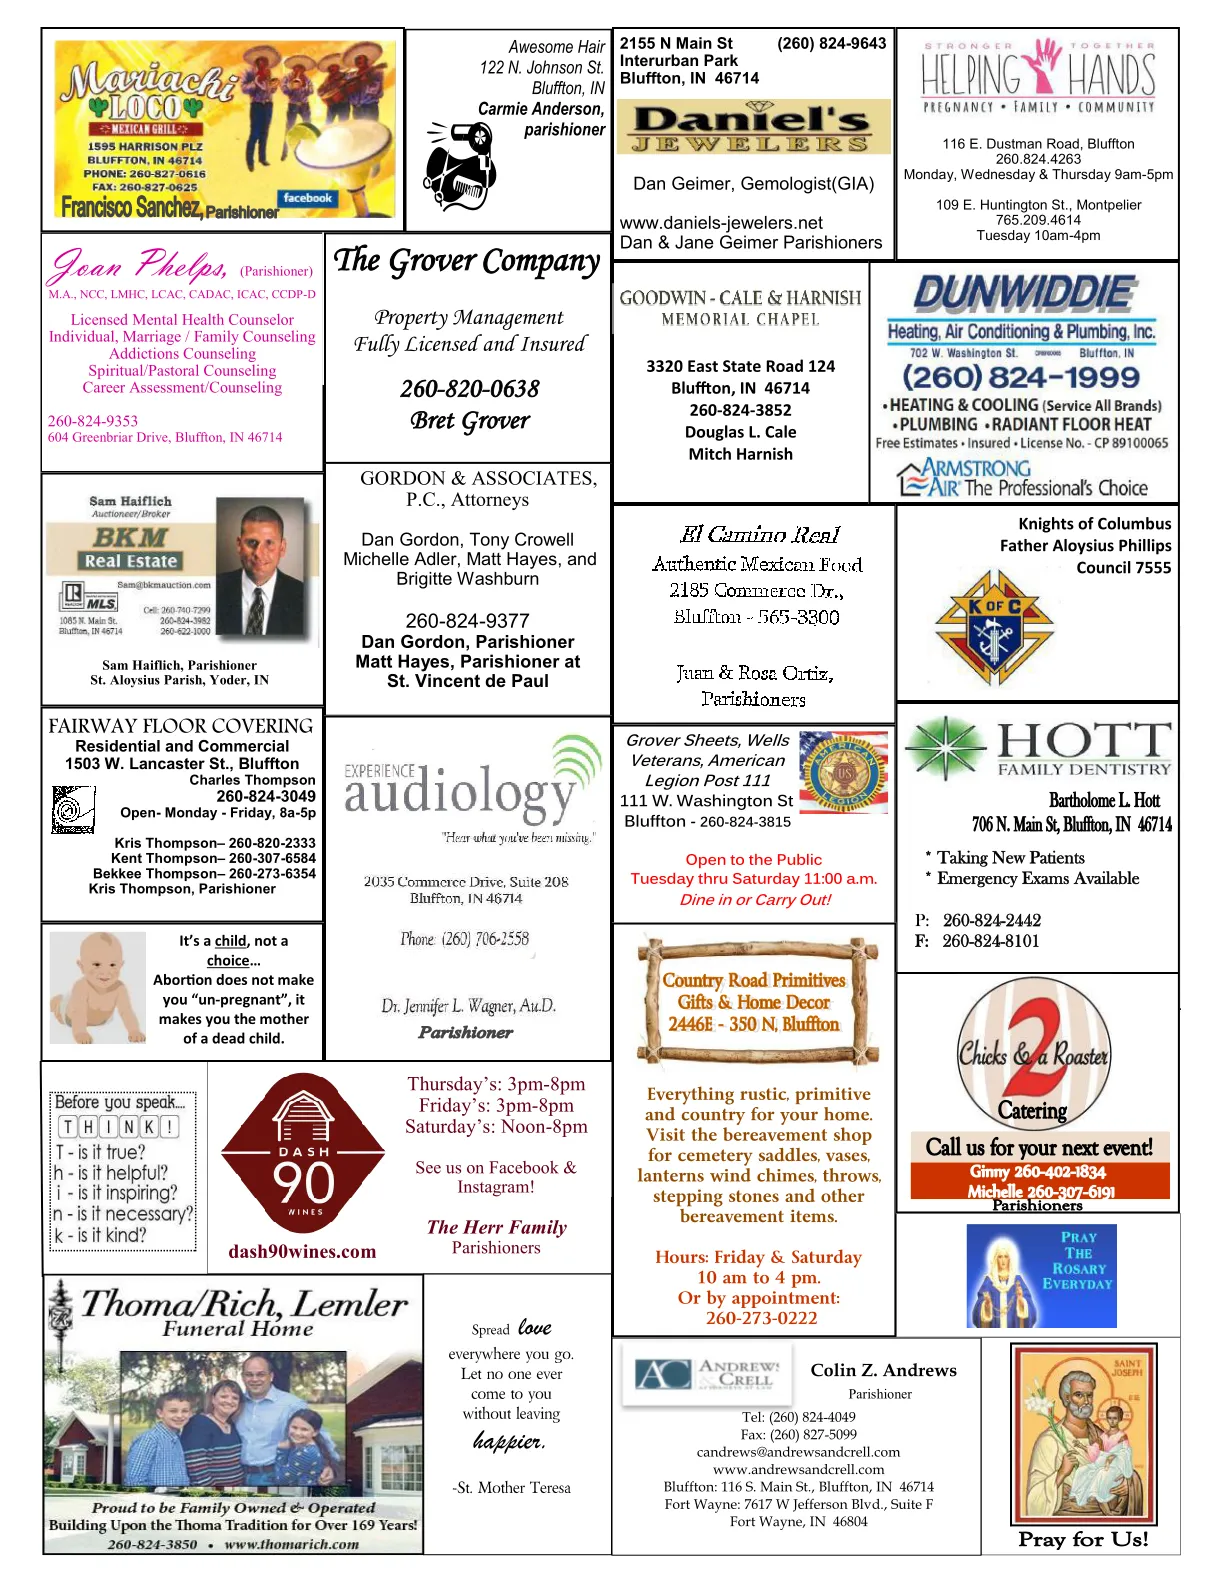 Mariachi
LOCO
MEXICAN GRILL
1595 HARRISON PLZ
BLUFFTON, IN 46714
PHONE: 260-827-0616
FAX: 260-827-0625
facebook
Francisco Sanchez, Parishioner
Awesome Hair
122 N. Johnson St.
Bluffton, IN
Carmie Anderson,
parishioner
2155 N Main St (260) 824-9643
Interurban Park
Bluffton, IN 46714
Daniel's
JEWELERS
Dan Geimer, Gemologist(GIA)
www.daniels-jewelers.net
Dan & Jane Geimer Parishioners
STRONGER TOGETHER
HELPING HANDS
PREGNANCY • FAMILY • COMMUNITY
116 E. Dustman Road, Bluffton
260.824.4263
Monday, Wednesday & Thursday 9am-5pm
109 E. Huntington St., Montpelier
765.209.4614
Tuesday 10am-4pm
Joan Phelps, (Parishioner)
M.A., NCC, LMHC, LCAC, CADAC, ICAC, CCDP-D
Licensed Mental Health Counselor
Individual, Marriage / Family Counseling
Addictions Counseling
Spiritual/Pastoral Counseling
Career Assessment/Counseling
260-824-9353
604 Greenbriar Drive, Bluffton, IN 46714
The Grover Company
Property Management
Fully Licensed and Insured
260-820-0638
Bret Grover
GOODWIN - CALE & HARNISH
MEMORIAL CHAPEL
3320 East State Road 124
Bluffton, IN 46714
260-824-3852
Douglas L. Cale
Mitch Harnish
DUNWIDDIE
Heating, Air Conditioning & Plumbing, Inc.
702 W. Washington St. Bluffton, IN
(260) 824-1999
• HEATING & COOLING (Service All Brands)
• PLUMBING • RADIANT FLOOR HEAT
Free Estimates • Insured • License No. - CP 89100065
ARMSTRONG
AIR The Professional's Choice
Sam Haiflich
Auctioneer/Broker
BKM
Real Estate
Sam@bkmauction.com
REALTOR MLS
Cell: 260-740-7299
1085 N. Main St. 260-824-3982
Bluffton, IN 46714 260-622-1000
Sam Haiflich, Parishioner
St. Aloysius Parish, Yoder, IN
GORDON & ASSOCIATES,
P.C., Attorneys
Dan Gordon, Tony Crowell
Michelle Adler, Matt Hayes, and
Brigitte Washburn
260-824-9377
Dan Gordon, Parishioner
Matt Hayes, Parishioner at
St. Vincent de Paul
El Camino Real
Authentic Mexican Food
2185 Commerce Dr.,
Bluffton - 565-3300
Juan & Rosa Ortiz,
Parishioners
Knights of Columbus
Father Aloysius Phillips
Council 7555
K OF C
FAIRWAY FLOOR COVERING
Residential and Commercial
1503 W. Lancaster St., Bluffton
Charles Thompson
260-824-3049
Open- Monday - Friday, 8a-5p
Kris Thompson– 260-820-2333
Kent Thompson– 260-307-6584
Bekkee Thompson– 260-273-6354
Kris Thompson, Parishioner
EXPERIENCE
audiology
"Hear what you've been missing."
2035 Commerce Drive, Suite 208
Bluffton, IN 46714
Phone: (260) 706-2558
Dr. Jennifer L. Wagner, Au.D.
Parishioner
Grover Sheets, Wells
Veterans, American
Legion Post 111
111 W. Washington St
Bluffton - 260-824-3815
AMERICAN
US
LEGION
Open to the Public
Tuesday thru Saturday 11:00 a.m.
Dine in or Carry Out!
HOTT
FAMILY DENTISTRY
Bartholome L. Hott
706 N. Main St, Bluffton, IN 46714
* Taking New Patients
* Emergency Exams Available
P: 260-824-2442
F: 260-824-8101
It's a child, not a
choice…
Abortion does not make
you “un-pregnant”, it
makes you the mother
of a dead child.
Country Road Primitives
Gifts & Home Decor
2446E - 350 N, Bluffton
Everything rustic, primitive
and country for your home.
Visit the bereavement shop
for cemetery saddles, vases,
lanterns wind chimes, throws,
stepping stones and other
bereavement items.
Hours: Friday & Saturday
10 am to 4 pm.
Or by appointment:
260-273-0222
2
Chicks & a Roaster
Catering
Call us for your next event!
Ginny 260-402-1834
Michelle 260-307-6191
Parishioners
Before you speak....
THINK!
T - is it true?
h - is it helpful?
i - is it inspiring?
n - is it necessary?
k - is it kind?
DASH
90
WINES
dash90wines.com
Thursday's: 3pm-8pm
Friday's: 3pm-8pm
Saturday's: Noon-8pm
See us on Facebook &
Instagram!
The Herr Family
Parishioners
PRAY
THE
ROSARY
EVERYDAY
Thoma/Rich, Lemler
Funeral Home
Proud to be Family Owned & Operated
Building Upon the Thoma Tradition for Over 169 Years!
260-824-3850 • www.thomarich.com
Spread love
everywhere you go.
Let no one ever
come to you
without leaving
happier.
-St. Mother Teresa
AC ANDREWS
& CRELL
ATTORNEYS AT LAW
Colin Z. Andrews
Parishioner
Tel: (260) 824-4049
Fax: (260) 827-5099
candrews@andrewsandcrell.com
www.andrewsandcrell.com
Bluffton: 116 S. Main St., Bluffton, IN 46714
Fort Wayne: 7617 W Jefferson Blvd., Suite F
Fort Wayne, IN 46804
SAINT
JOSEPH
Pray for Us!